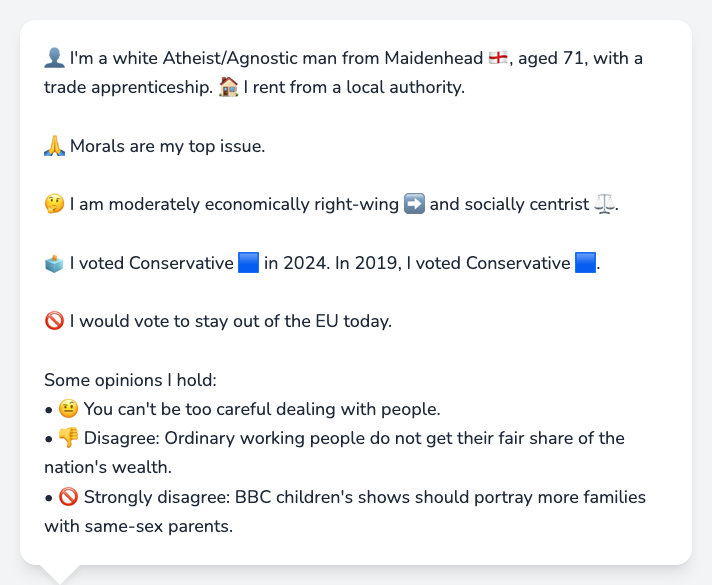 👤 I'm a white Atheist/Agnostic man from Maidenhead 🏴󠁧󠁢󠁥󠁮󠁧󠁿, aged 71, with a
trade apprenticeship. 🏠 I rent from a local authority.
🙏 Morals are my top issue.
🤔 I am moderately economically right-wing ➡️ and socially centrist ⚖️.
🗳️ I voted Conservative 🟦 in 2024. In 2019, I voted Conservative 🟦.
🚫 I would vote to stay out of the EU today.
Some opinions I hold:
• 🤨 You can't be too careful dealing with people.
• 👎 Disagree: Ordinary working people do not get their fair share of the
nation's wealth.
• 🚫 Strongly disagree: BBC children's shows should portray more families
with same-sex parents.